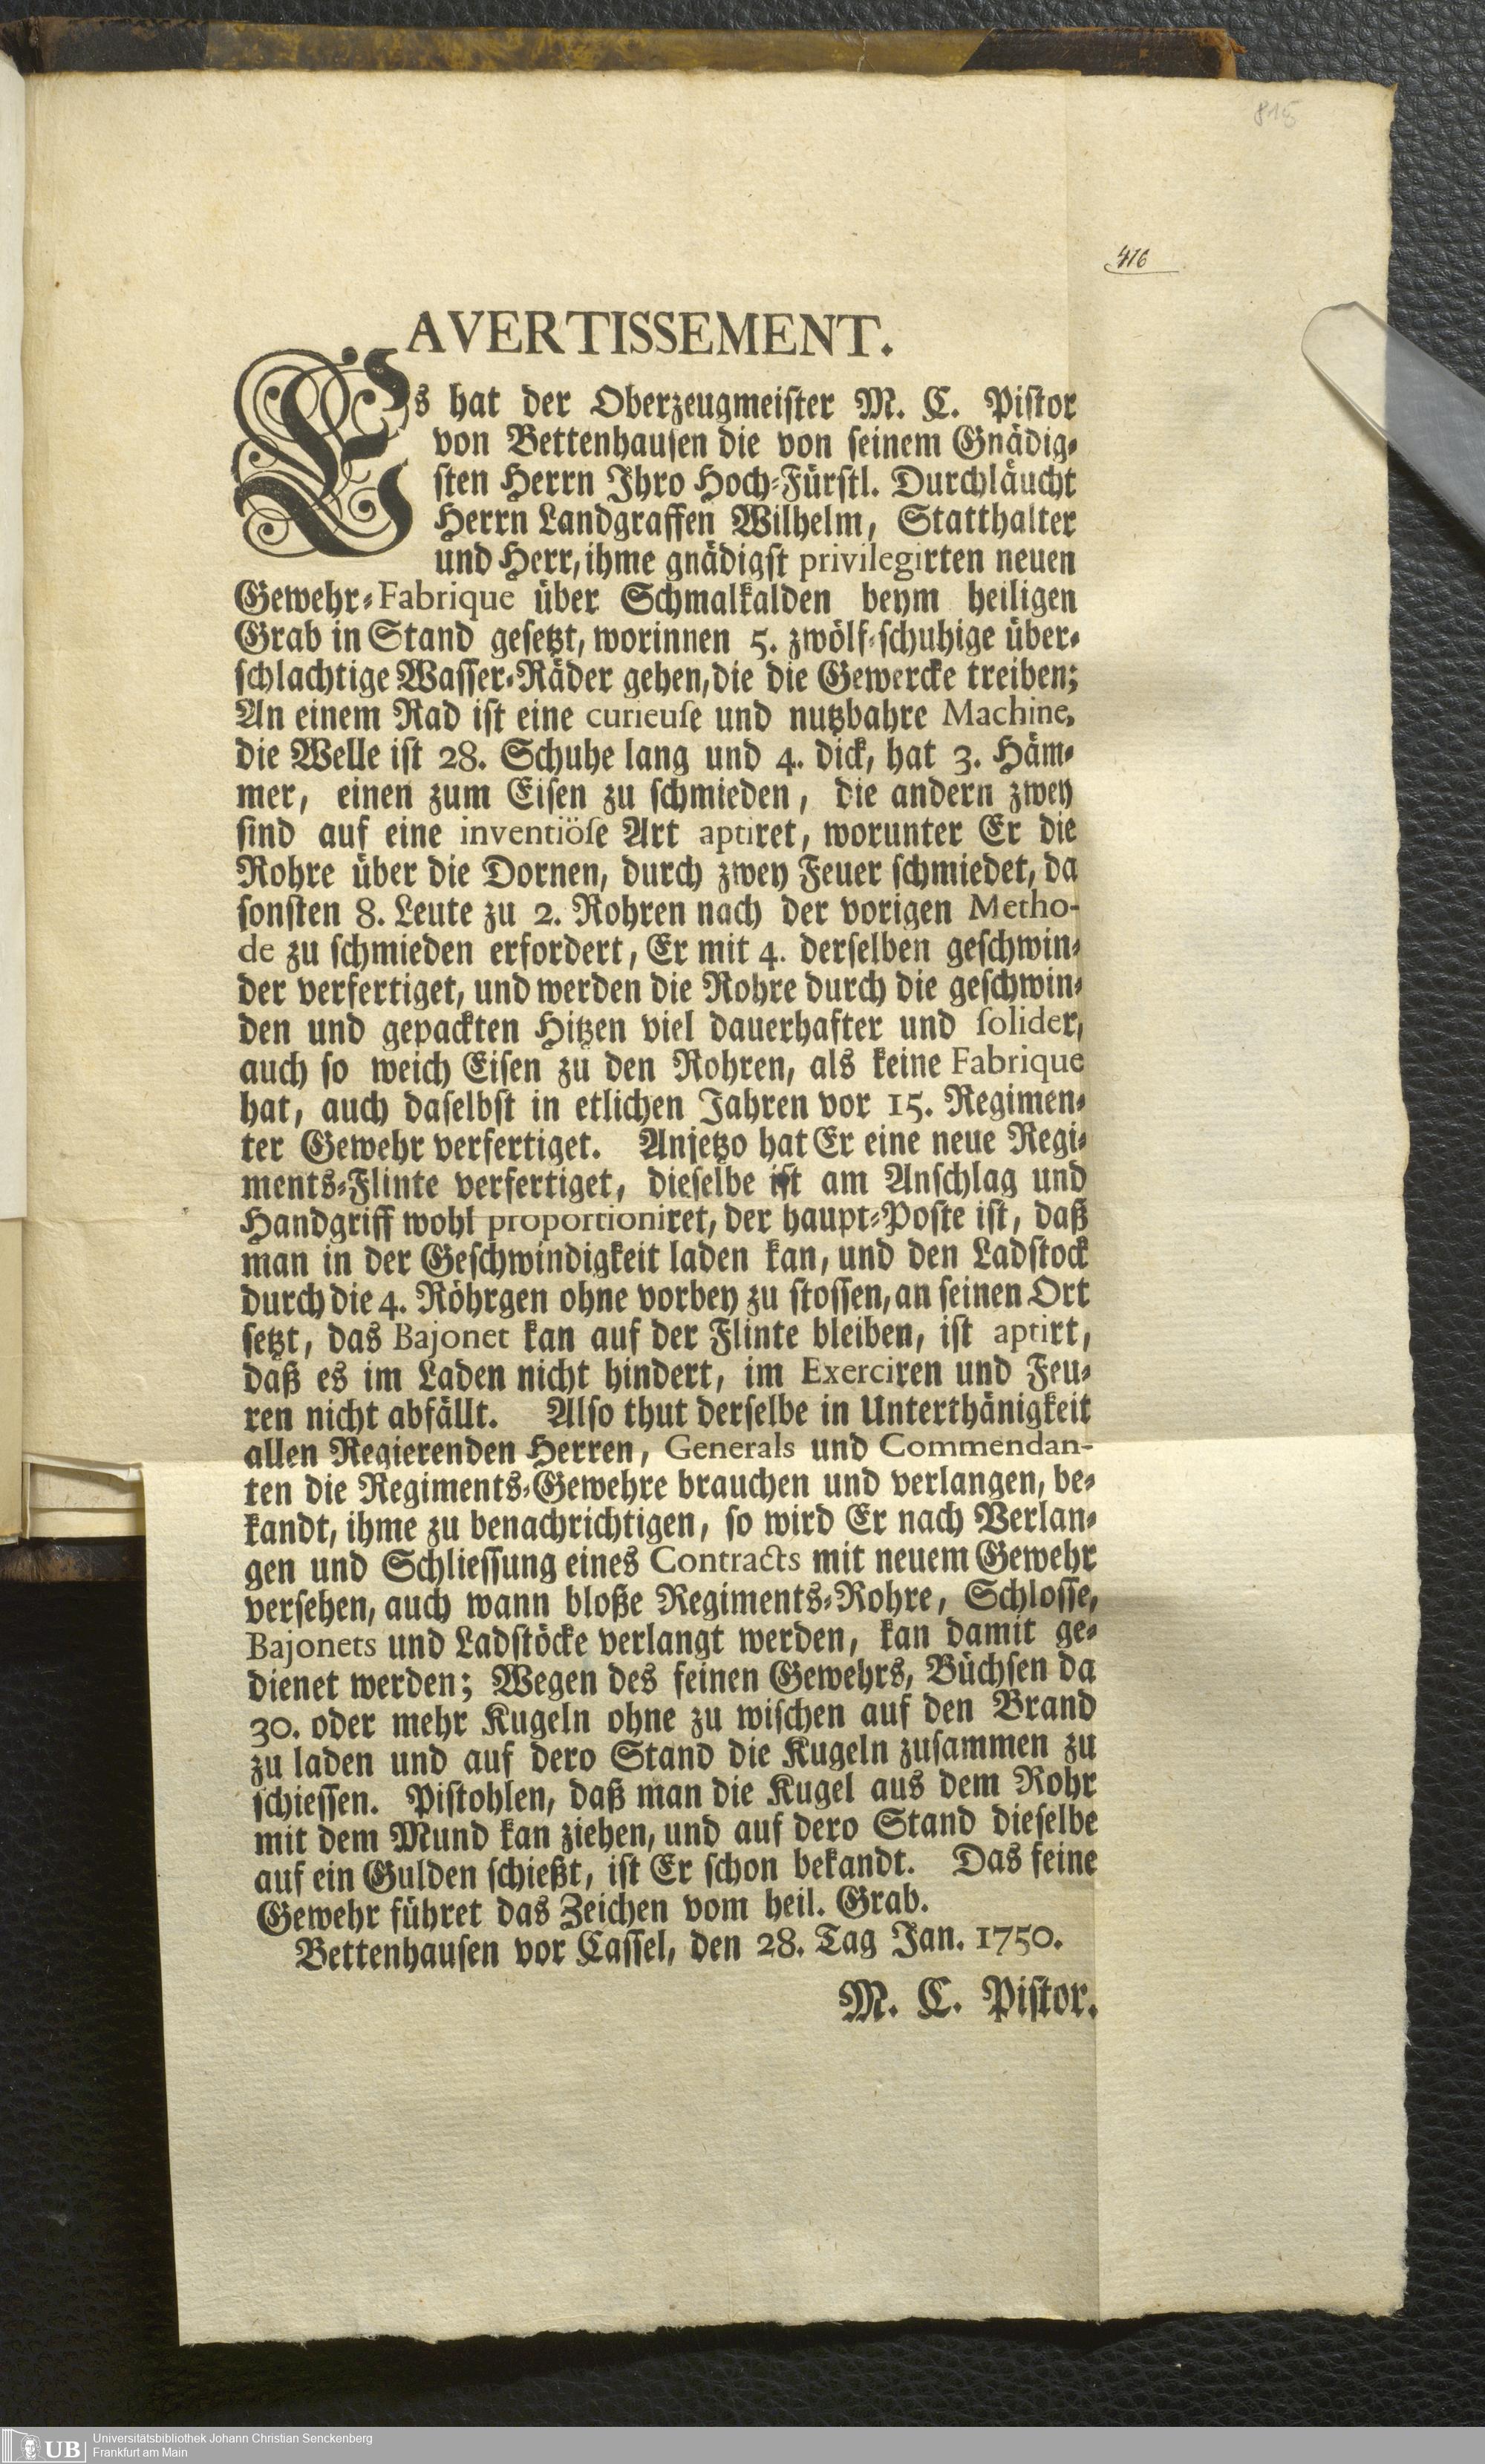 815
416
AVERTISSEMENT.
Es hat der Oberzeugmeister M. C. Pistor
von Bettenhausen die von seinem Gnädig-
sten Herrn Ihro Hoch-Fürstl. Durchläucht
Herrn Landgraffen Wilhelm, Statthalter
und Herr, ihme gnädigst privilegirten neuen
Gewehr-Fabrique über Schmalkalden beym heiligen
Grab in Stand gesetzt, worinnen 5. zwölf-schuhige über-
schlachtige Wasser-Räder gehen, die die Gewercke treiben;
An einem Rad ist eine curieuse und nutzbahre Machine,
die Welle ist 28. Schuhe lang und 4. dick, hat 3. Häm-
mer, einen zum Eisen zu schmieden, die andern zwey
sind auf eine inventiöse Art aptiret, worunter Er die
Rohre über die Dornen, durch zwey Feuer schmiedet, da
sonsten 8. Leute zu 2. Rohren nach der vorigen Metho-
de zu schmieden erfordert, Er mit 4. derselben geschwin-
der verfertiget, und werden die Rohre durch die geschwin-
den und gepackten Hitzen viel dauerhafter und solider,
auch so weich Eisen zu den Rohren, als keine Fabrique
hat, auch daselbst in etlichen Jahren vor 15. Regimen-
ter Gewehr verfertiget. Anjetzo hat Er eine neue Regi-
ments-Flinte verfertiget, dieselbe ist am Anschlag und
Handgriff wohl proportioniret, der haupt-Poste ist, daß
man in der Geschwindigkeit laden kan, und den Ladstock
durch die 4. Röhrgen ohne vorbey zu stossen, an seinen Ort
setzt, das Bajonet kan auf der Flinte bleiben, ist aptirt,
daß es im Laden nicht hindert, im Exerciren und Feu-
ren nicht abfällt. Also thut derselbe in Unterthänigkeit
allen Regierenden Herren, Generals und Commendan-
ten die Regiments-Gewehre brauchen und verlangen, be-
kandt, ihme zu benachrichtigen, so wird Er nach Verlan-
gen und Schliessung eines Contracts mit neuem Gewehr
versehen, auch wann bloße Regiments-Rohre, Schlosse,
Bajonets und Ladstöcke verlangt werden, kan damit ge-
dienet werden; Wegen des feinen Gewehrs, Büchsen da
30. oder mehr Kugeln ohne zu wischen auf den Brand
zu laden und auf dero Stand die Kugeln zusammen zu
schiessen. Pistohlen, daß man die Kugel aus dem Rohr
mit dem Mund kan ziehen, und auf dero Stand dieselbe
auf ein Gulden schießt, ist Er schon bekandt. Das feine
Gewehr führet das Zeichen vom heil. Grab.
Bettenhausen vor Cassel, den 28. Tag Jan. 1750.
M. C. Pistor.
UB Universitätsbibliothek Johann Christian Senckenberg
Frankfurt am Main